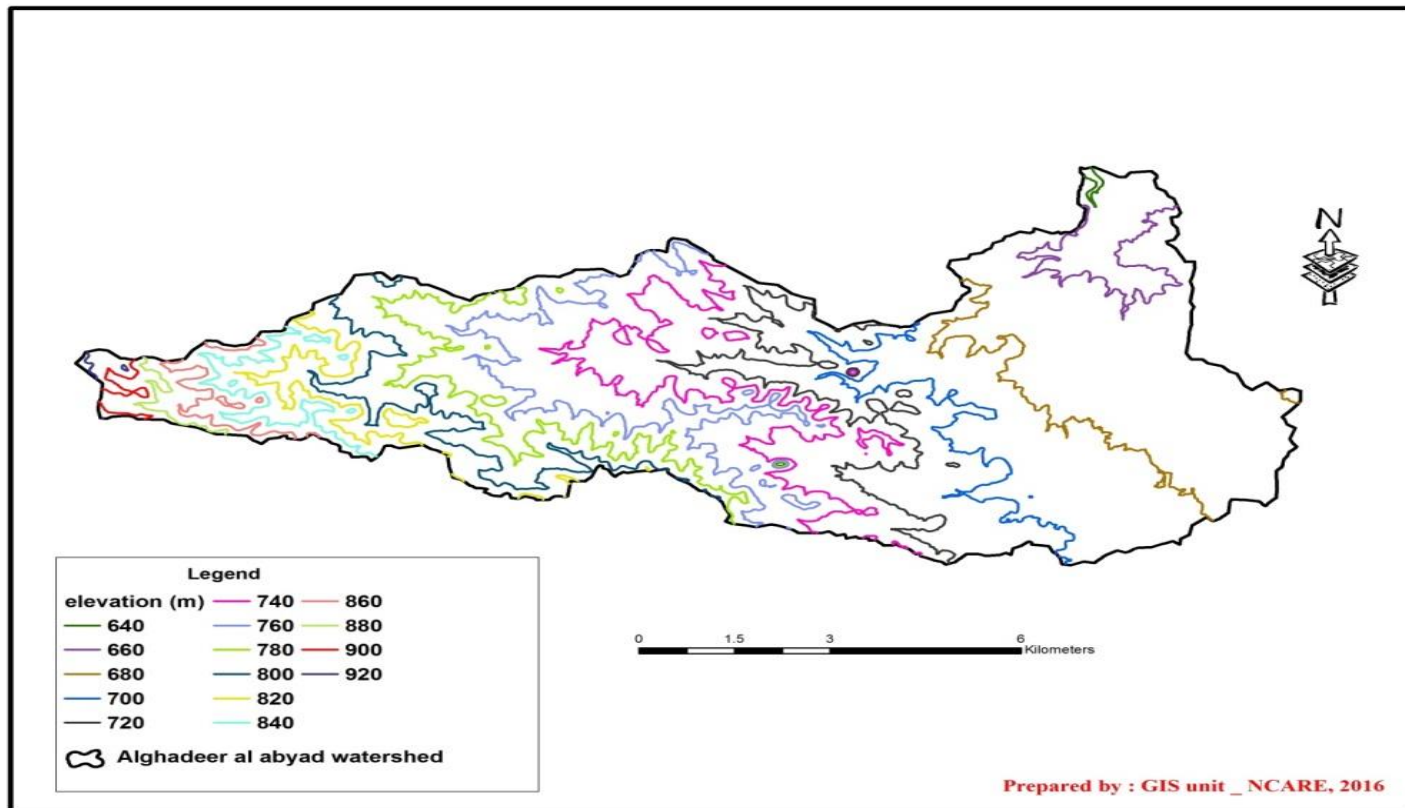 N
Legend
elevation (m)
640
660
680
700
720
740
760
780
800
820
840
860
880
900
920
Alghadeer al abyad watershed
0 1.5 3 6
Kilometers
Prepared by : GIS unit _ NCARE, 2016